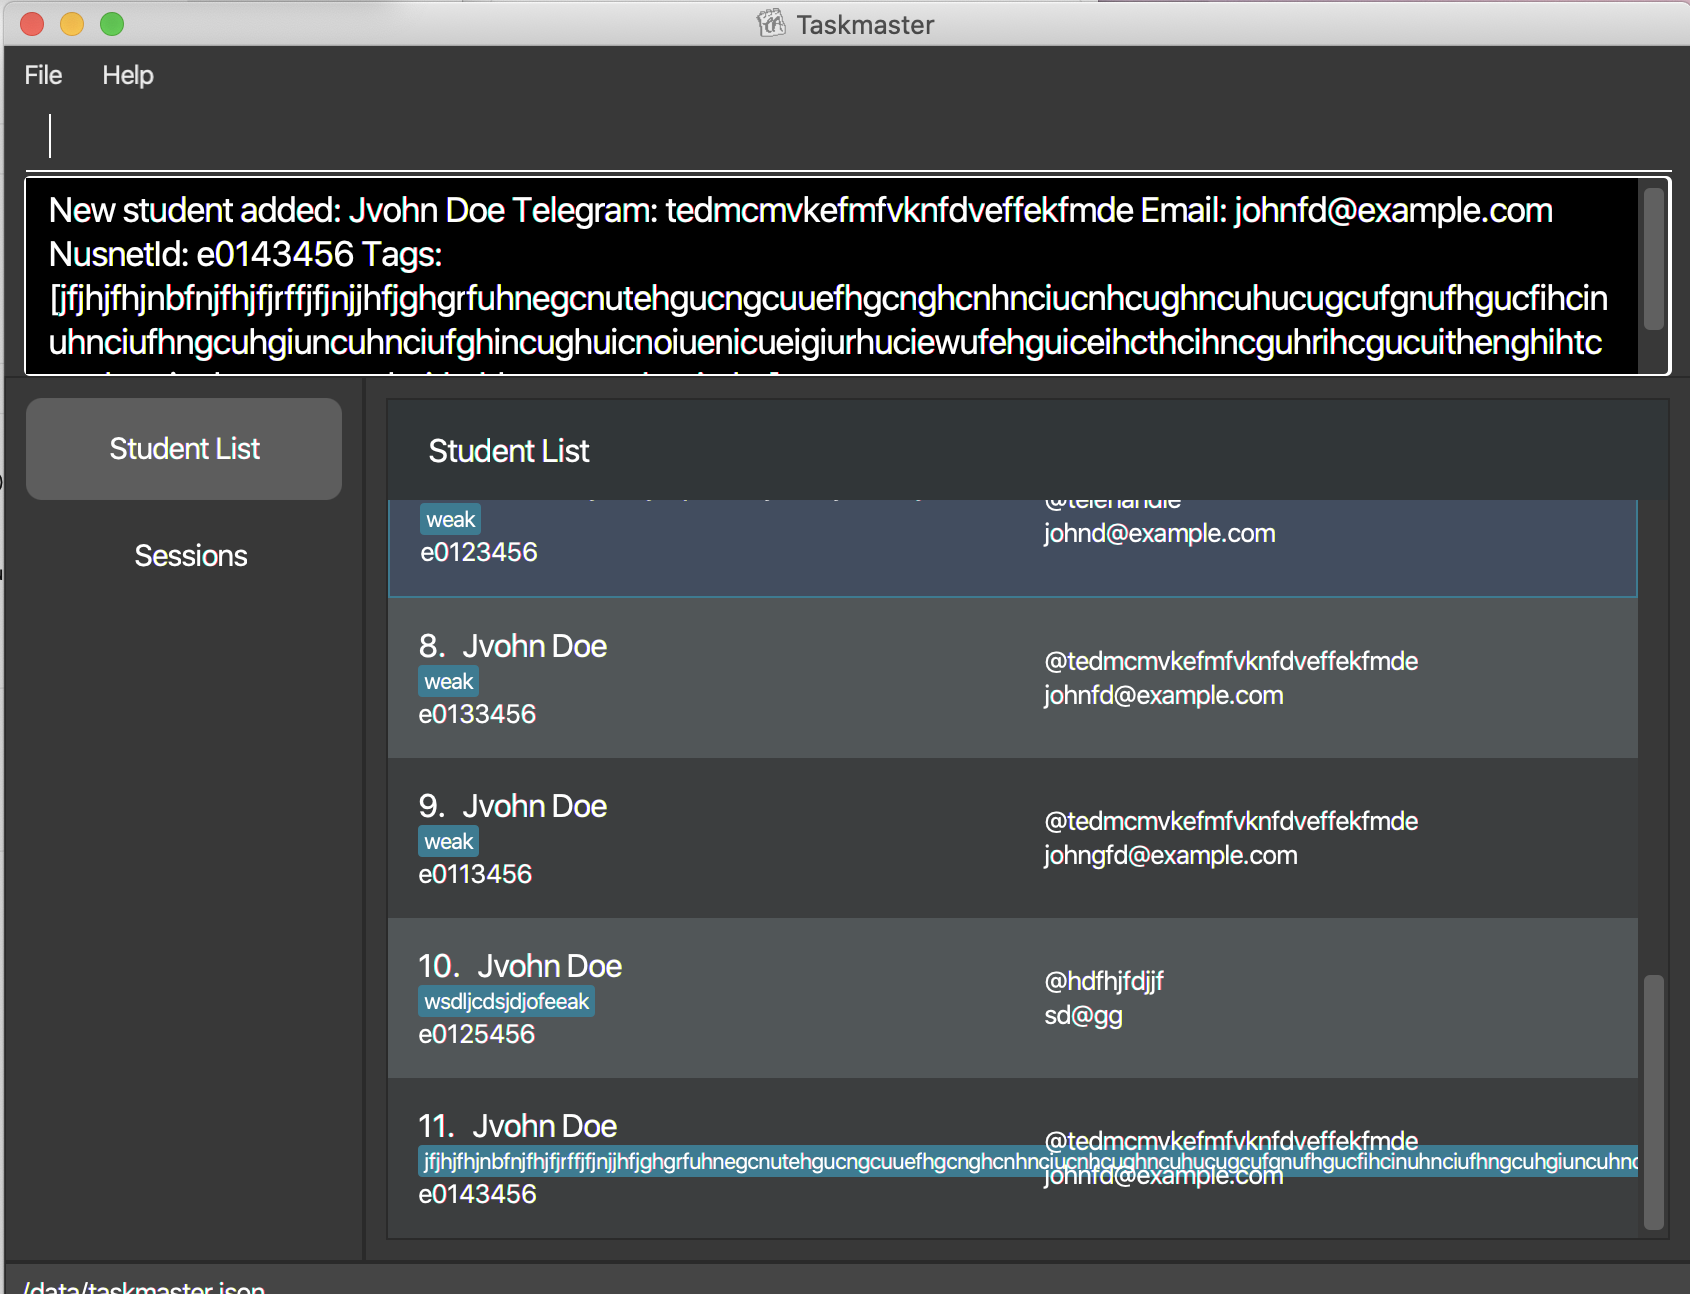 Taskmaster
File Help
New student added: Jvohn Doe Telegram: tedmcmvkefmfvknfdveffekfmde Email: johnfd@example.com
NusnetId: e0143456 Tags:
[jfjhjfhjnbfnjfhjfjrffjfjnjjhfjghgrfuhnegcnutehgucngcuuefhgcnghcnhnciucnhcughncuhucugcufgnufhgucfihcin
uhnciufhngcuhgiuncuhnciufghincughuicnoiuenicueigiurhuciewufehguiceihcthcihncguhrihcgucuithenghihtc
Student List
Sessions
Student List
@telehandle
weak
johnd@example.com
e0123456
8. Jvohn Doe
@tedmcmvkefmfvknfdveffekfmde
weak
johnfd@example.com
e0133456
9. Jvohn Doe
@tedmcmvkefmfvknfdveffekfmde
weak
johngfd@example.com
e0113456
10. Jvohn Doe
@hdfhjfdjjf
wsdljcdsjdjofeeak
sd@gg
e0125456
11. Jvohn Doe
@tedmcmvkefmfvknfdveffekfmde
jfjhjfhjnbfnjfhjfjrffjfjnjjhfjghgrfuhnegcnutehgucngcuuefhgcnghcnhnciucnhcughncuhucugcufgnufhgucfihcinuhnciufhngcuhgiuncuhnc
johnfd@example.com
e0143456
/data/taskmaster.json